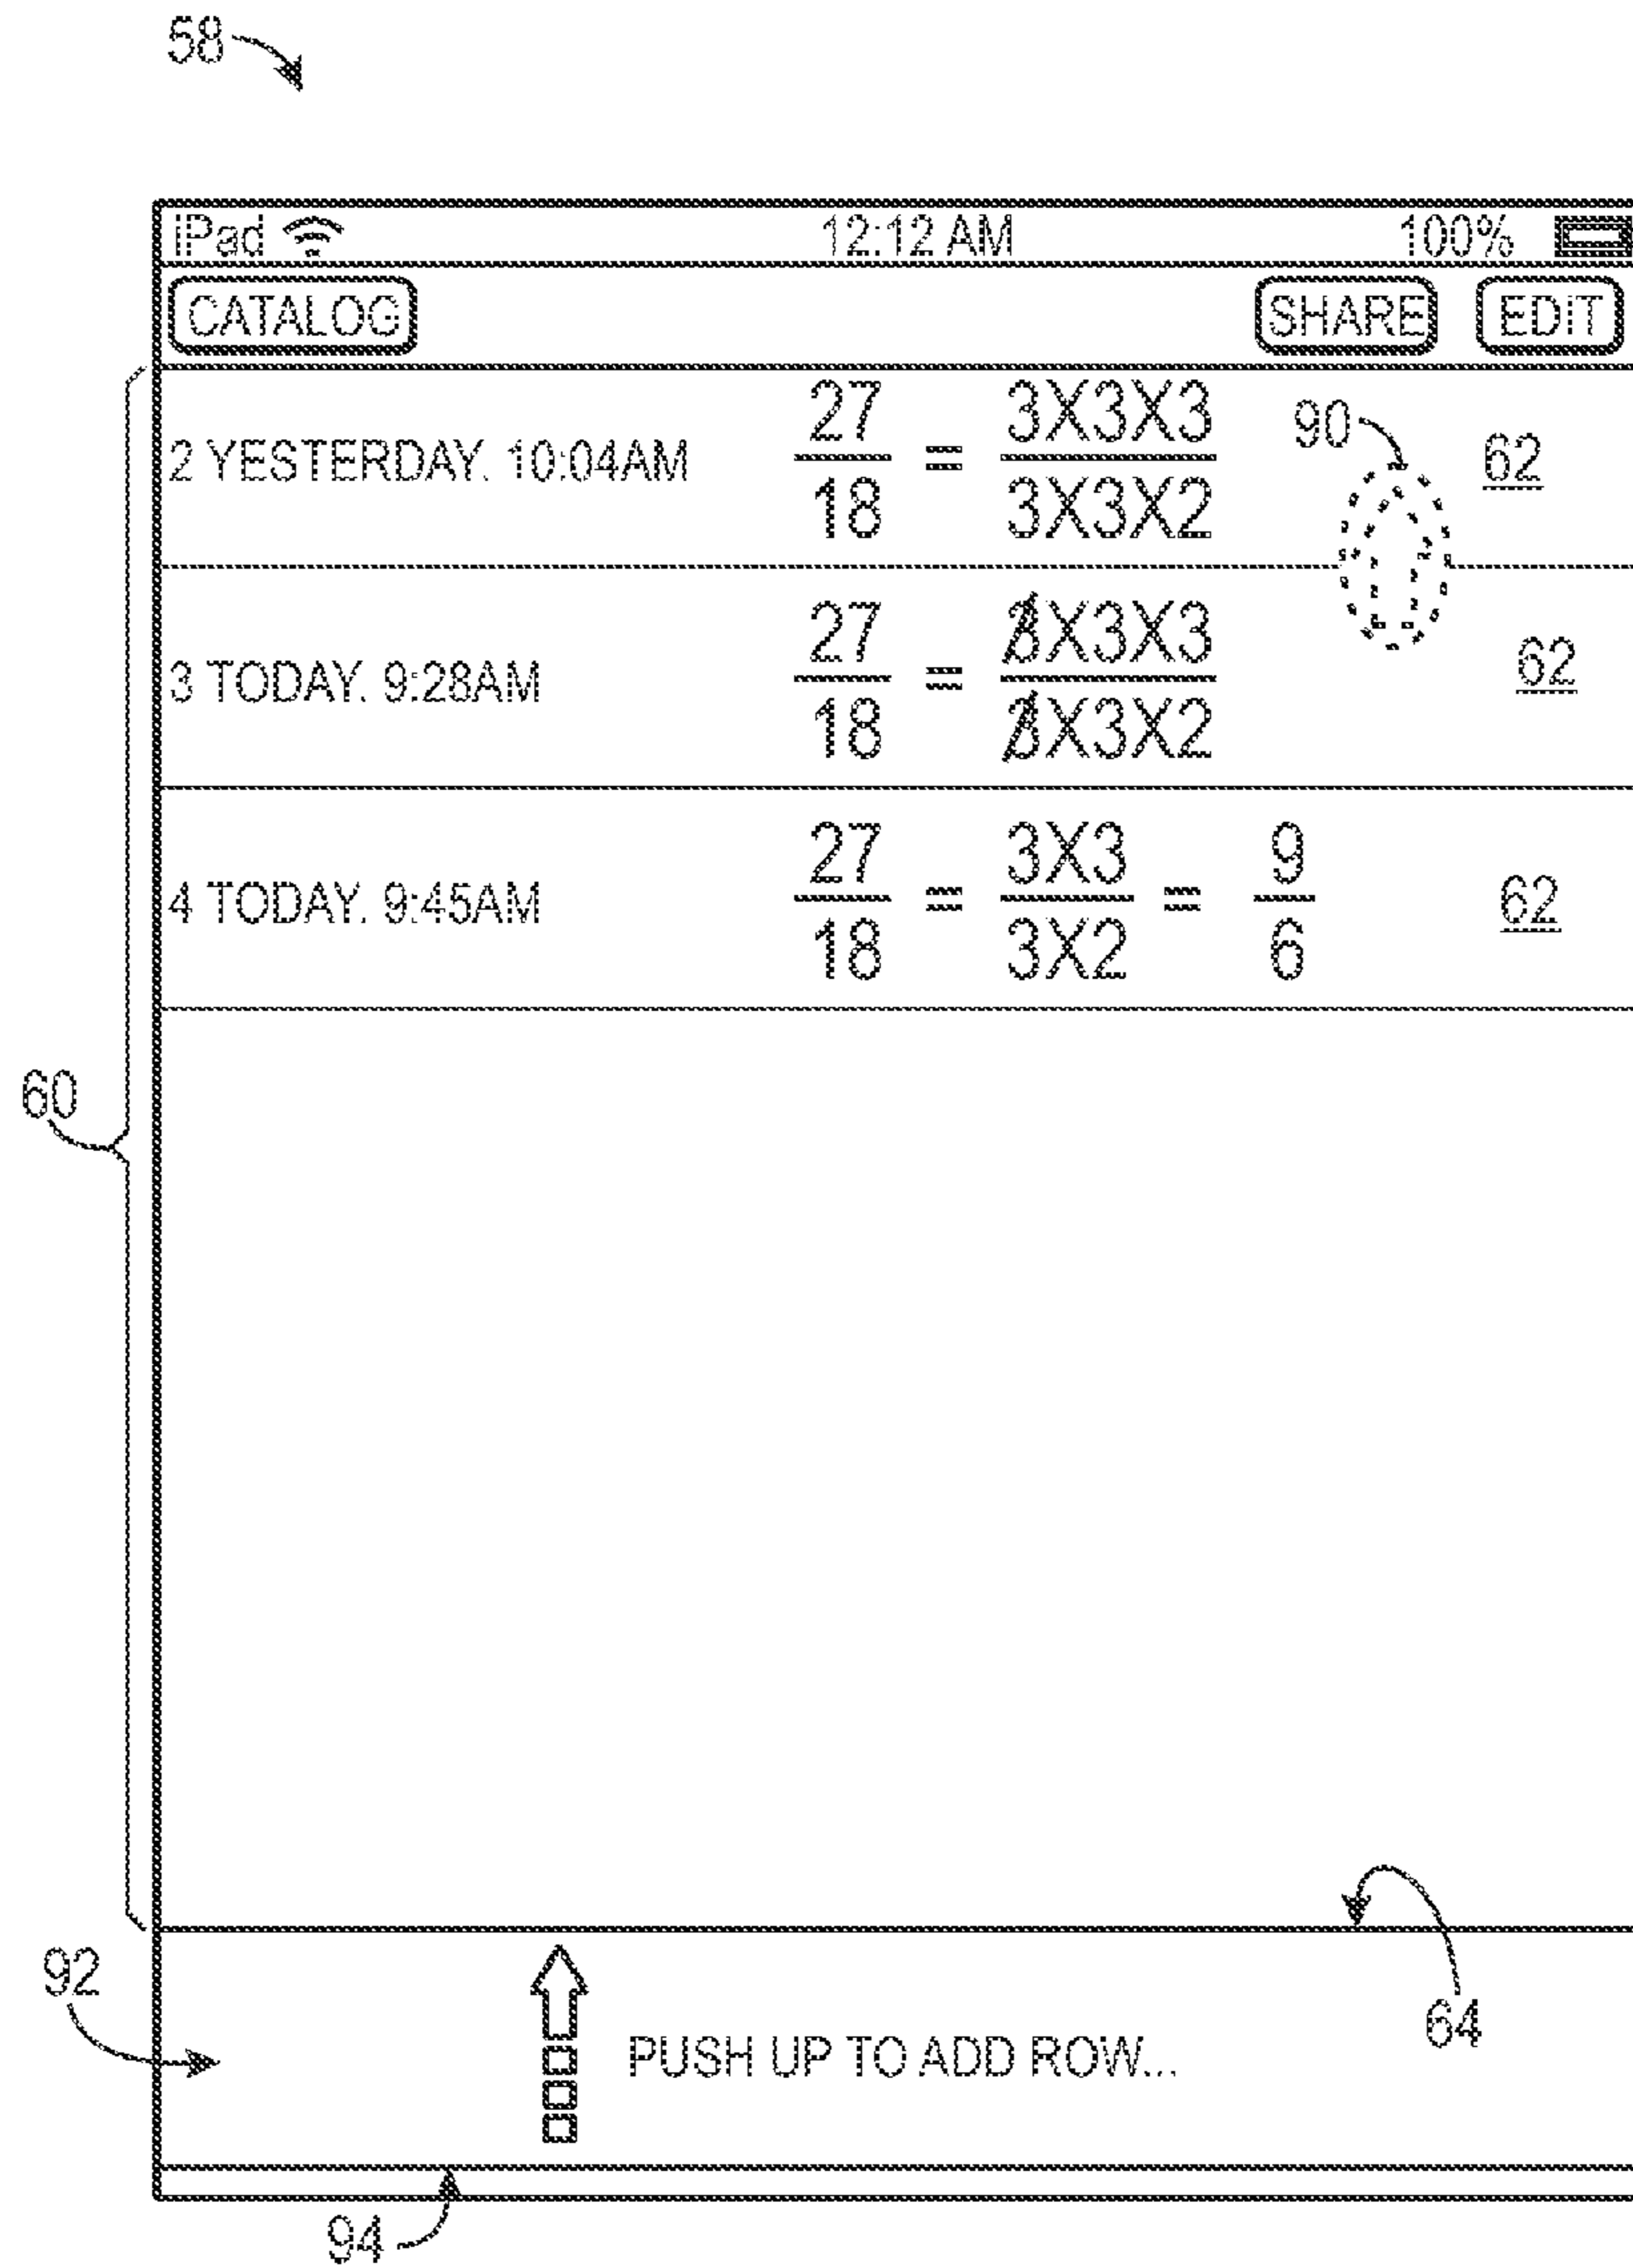 58
iPad 12:12 AM 100%
CATALOG SHARE EDIT
2 YESTERDAY. 10:04AM 27/18 = 3X3X3/3X3X2 90 62
3 TODAY. 9:28AM 27/18 = 3X3X3/3X3X2 62
4 TODAY. 9:45AM 27/18 = 3X3/3X2 = 9/6 62
60
92
PUSH UP TO ADD ROW... 64
94